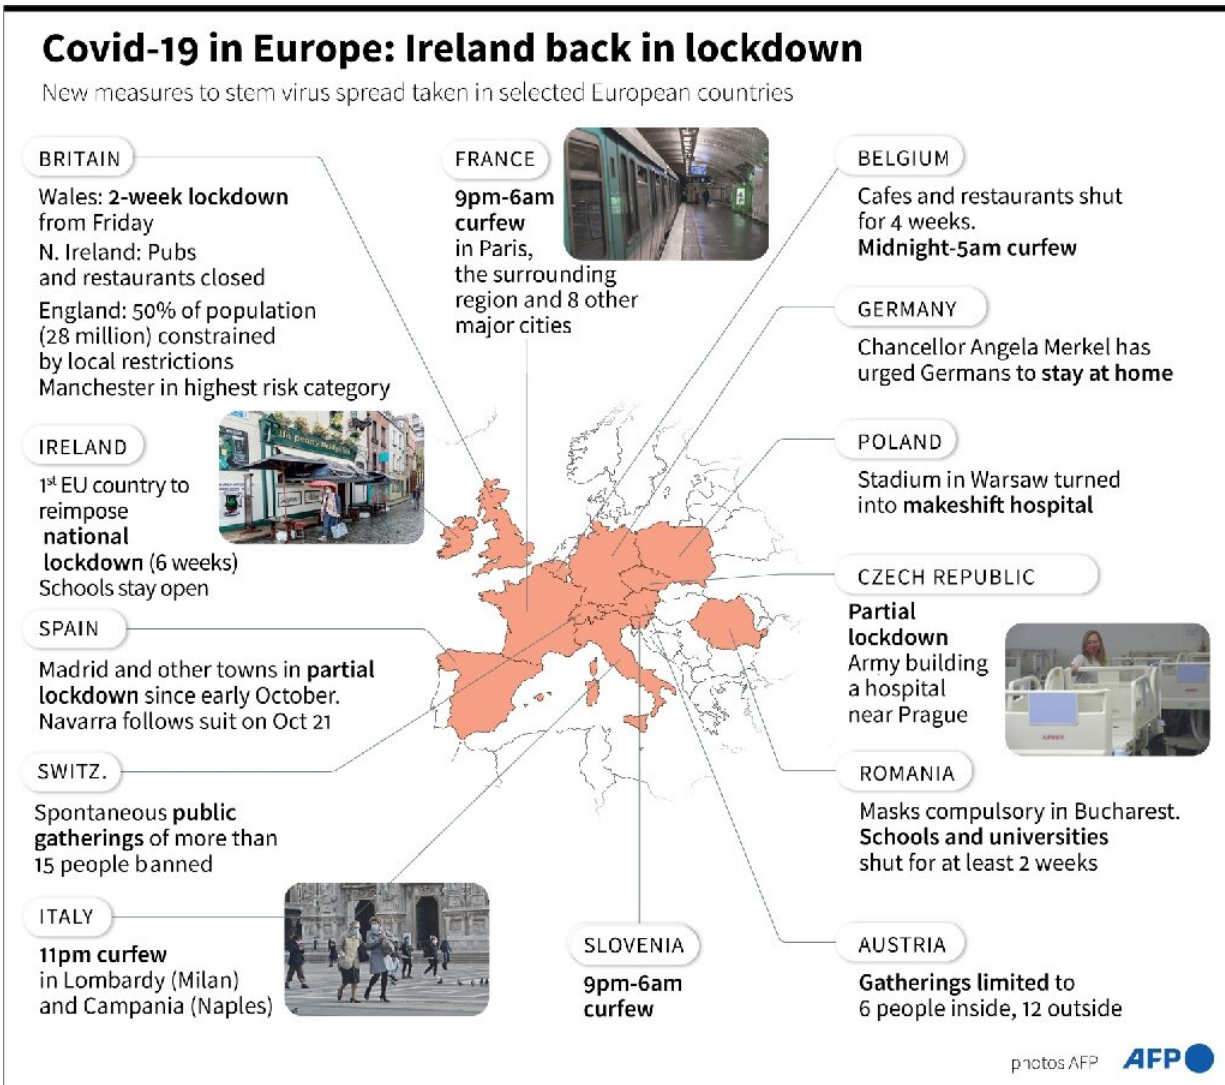 Covid-19 in Europe: Ireland back in lockdown
New measures to stem virus spread taken in selected European countries
BRITAIN
Wales: 2-week lockdown
from Friday
N. Ireland: Pubs
and restaurants closed
England: 50% of population
(28 million) constrained
by local restrictions
Manchester in highest risk category
IRELAND
1st EU country to
reimpose
national
lockdown (6 weeks)
Schools stay open
SPAIN
Madrid and other towns in partial
lockdown since early October.
Navarra follows suit on Oct 21
SWITZ.
Spontaneous public
gatherings of more than
15 people banned
ITALY
11pm curfew
in Lombardy (Milan)
and Campania (Naples)
FRANCE
9pm-6am
curfew
in Paris,
the surrounding
region and 8 other
major cities
SLOVENIA
9pm-6am
curfew
BELGIUM
Cafes and restaurants shut
for 4 weeks.
Midnight-5am curfew
GERMANY
Chancellor Angela Merkel has
urged Germans to stay at home
POLAND
Stadium in Warsaw turned
into makeshift hospital
CZECH REPUBLIC
Partial
lockdown
Army building
a hospital
near Prague
ROMANIA
Masks compulsory in Bucharest.
Schools and universities
shut for at least 2 weeks
AUSTRIA
Gatherings limited to
6 people inside, 12 outside
photos AFP
AFP